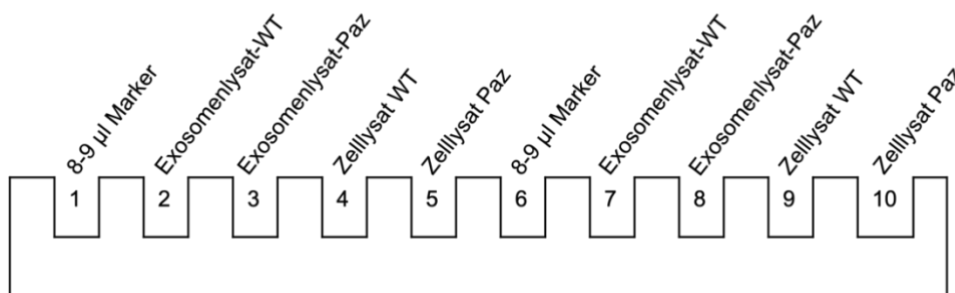 8-9 µl Marker
Exosomenlysat-WT
Exosomenlysat-Paz
Zelllysat WT
Zelllysat Paz
8-9 µl Marker
Exosomenlysat-WT
Exosomenlysat-Paz
Zelllysat WT
Zelllysat Paz
1 2 3 4 5 6 7 8 9 10